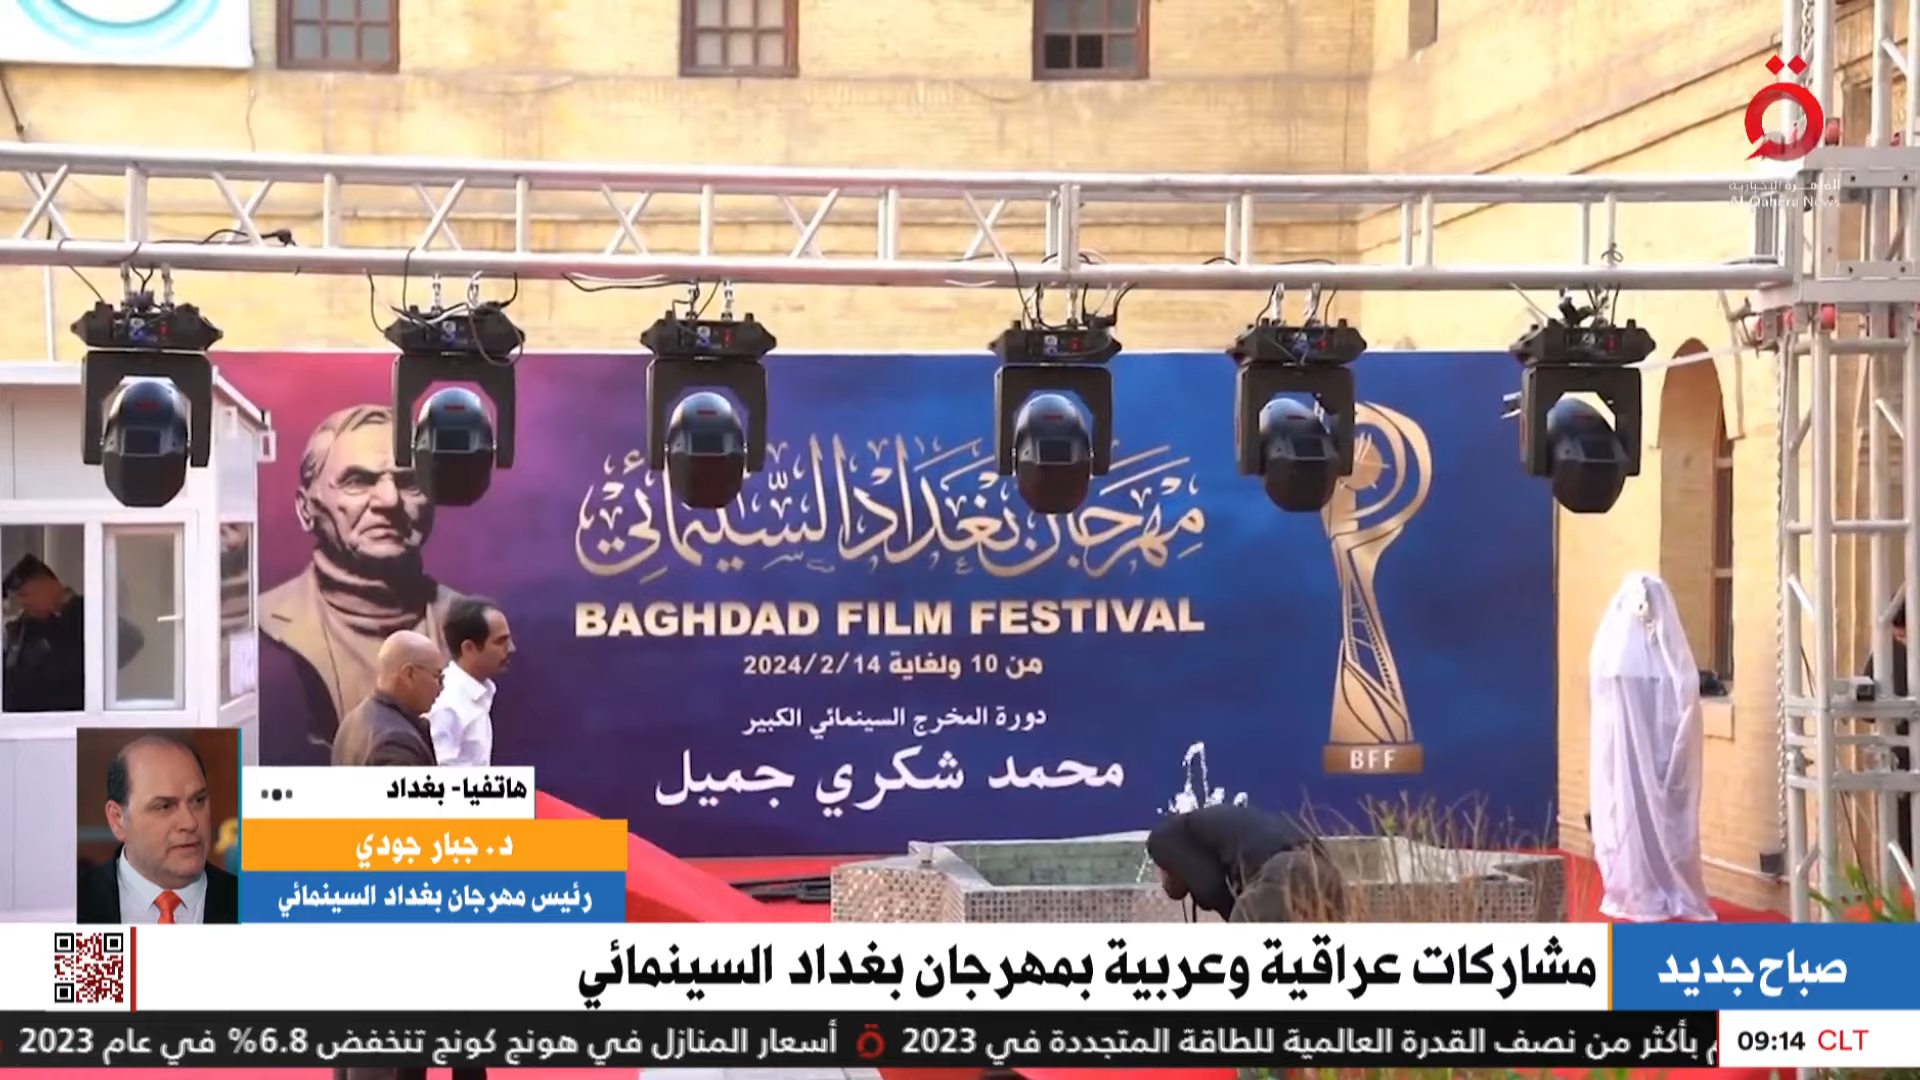 القاهرة الإخبارية
Al Qahera News
مهرجان بغداد السينمائي
BAGHDAD FILM FESTIVAL
من 10 ولغاية 2024/2/14
دورة المخرج السينمائي الكبير
محمد شكري جميل
BFF
هاتفيا- بغداد
د. جبار جودي
رئيس مهرجان بغداد السينمائي
صباح جديد
مشاركات عراقية وعربية بمهرجان بغداد السينمائي
بأكثر من نصف القدرة العالمية للطاقة المتجددة في 2023
أسعار المنازل في هونج كونج تنخفض 6.8% في عام 2023
09:14 CLT